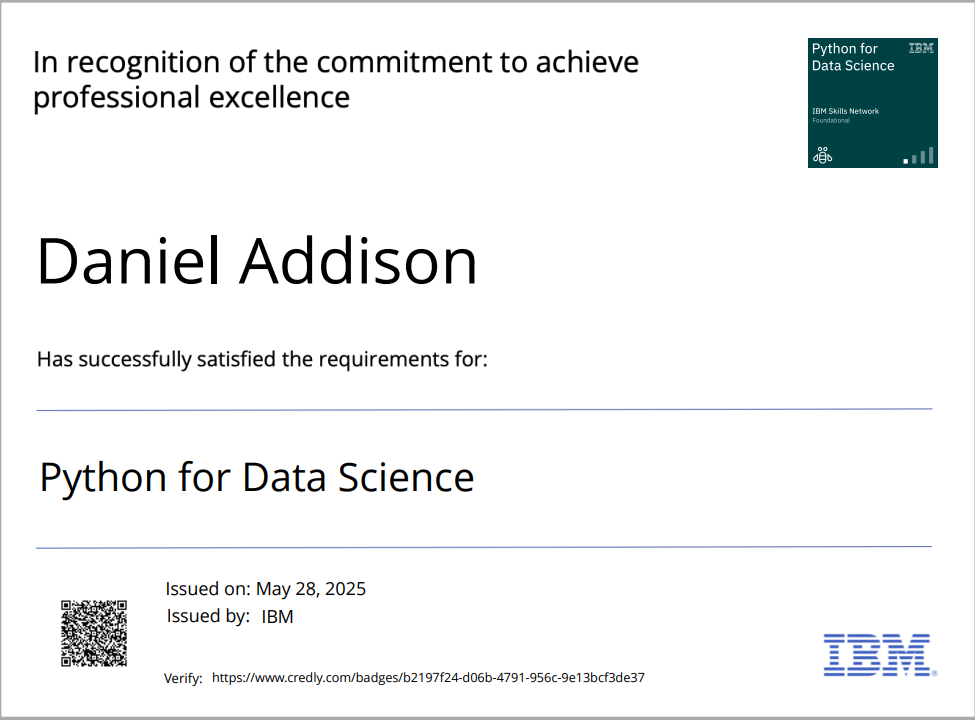 In recognition of the commitment to achieve
professional excellence
Python for
Data Science
IBM
IBM Skills Network
Foundational
Daniel Addison
Has successfully satisfied the requirements for:
Python for Data Science
Issued on: May 28, 2025
Issued by: IBM
Verify: https://www.credly.com/badges/b2197f24-d06b-4791-956c-9e13bcf3de37
IBM®